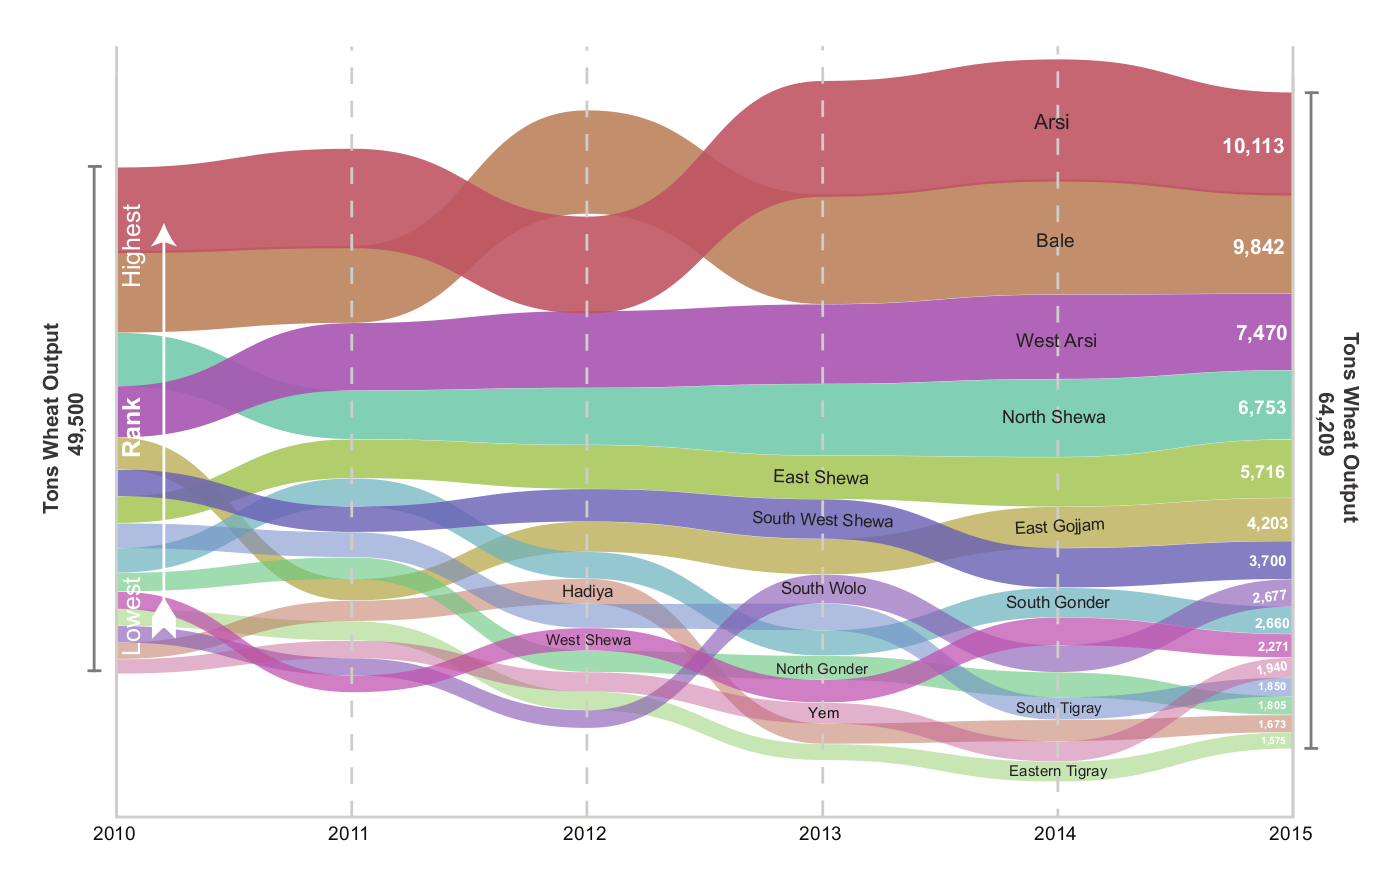 Tons Wheat Output
49,500
Highest
Rank
Lowest
Arsi
Bale
West Arsi
North Shewa
East Shewa
South West Shewa
East Gojjam
South Wolo
Hadiya
South Gonder
West Shewa
North Gonder
Yem
South Tigray
Eastern Tigray
10,113
9,842
7,470
6,753
5,716
4,203
3,700
2,677
2,660
2,271
1,940
1,850
1,805
1,673
1,575
Tons Wheat Output
64,209
2010
2011
2012
2013
2014
2015